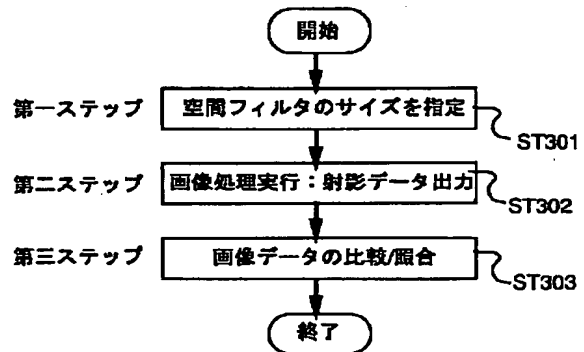 開始
第一ステップ 空間フィルタのサイズを指定
ST301
第二ステップ 画像処理実行：射影データ出力
ST302
第三ステップ 画像データの比較/照合
ST303
終了